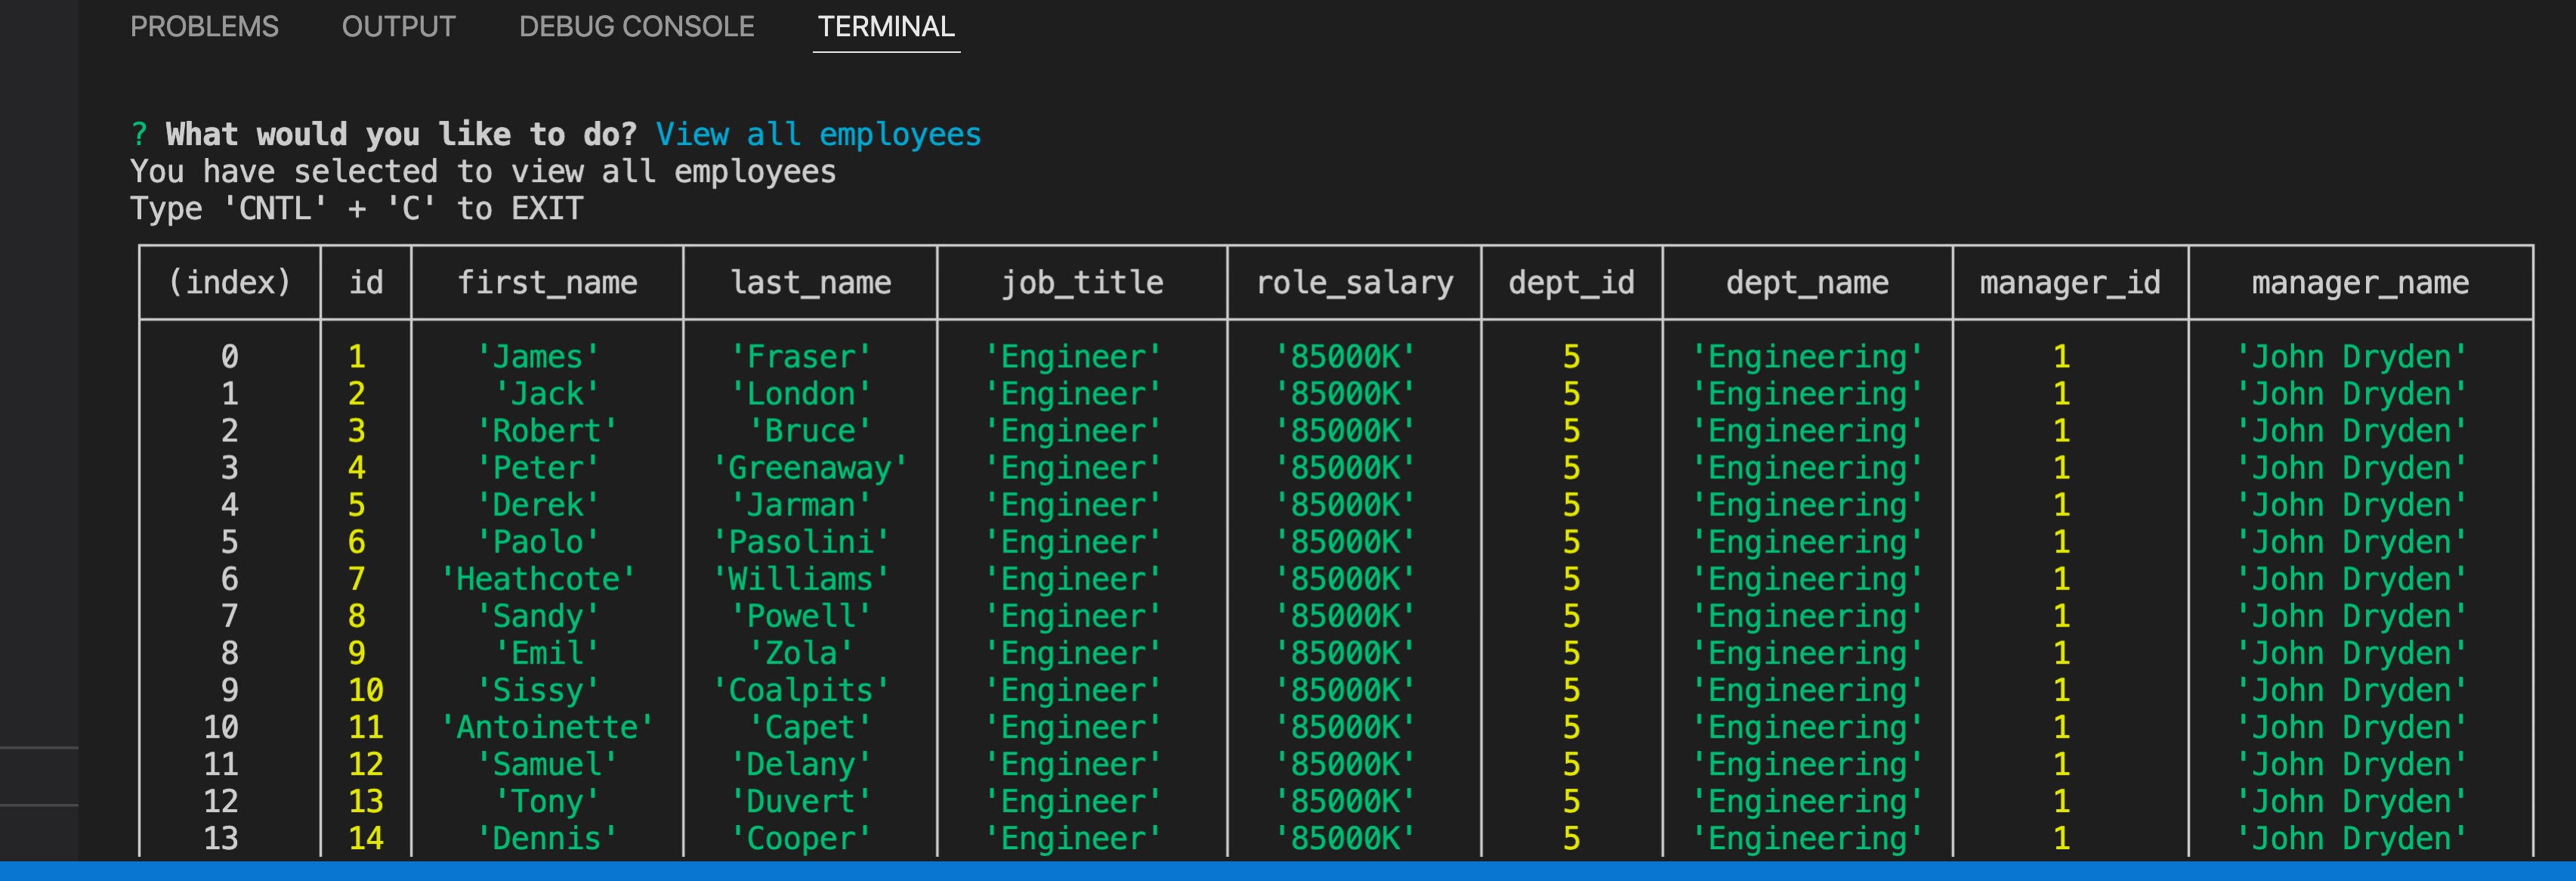 PROBLEMS OUTPUT DEBUG CONSOLE TERMINAL
? What would you like to do? View all employees
You have selected to view all employees
Type 'CNTL' + 'C' to EXIT
(index) id first_name last_name job_title role_salary dept_id dept_name manager_id manager_name
0 1 'James' 'Fraser' 'Engineer' '85000K' 5 'Engineering' 1 'John Dryden'
1 2 'Jack' 'London' 'Engineer' '85000K' 5 'Engineering' 1 'John Dryden'
2 3 'Robert' 'Bruce' 'Engineer' '85000K' 5 'Engineering' 1 'John Dryden'
3 4 'Peter' 'Greenaway' 'Engineer' '85000K' 5 'Engineering' 1 'John Dryden'
4 5 'Derek' 'Jarman' 'Engineer' '85000K' 5 'Engineering' 1 'John Dryden'
5 6 'Paolo' 'Pasolini' 'Engineer' '85000K' 5 'Engineering' 1 'John Dryden'
6 7 'Heathcote' 'Williams' 'Engineer' '85000K' 5 'Engineering' 1 'John Dryden'
7 8 'Sandy' 'Powell' 'Engineer' '85000K' 5 'Engineering' 1 'John Dryden'
8 9 'Emil' 'Zola' 'Engineer' '85000K' 5 'Engineering' 1 'John Dryden'
9 10 'Sissy' 'Coalpits' 'Engineer' '85000K' 5 'Engineering' 1 'John Dryden'
10 11 'Antoinette' 'Capet' 'Engineer' '85000K' 5 'Engineering' 1 'John Dryden'
11 12 'Samuel' 'Delany' 'Engineer' '85000K' 5 'Engineering' 1 'John Dryden'
12 13 'Tony' 'Duvert' 'Engineer' '85000K' 5 'Engineering' 1 'John Dryden'
13 14 'Dennis' 'Cooper' 'Engineer' '85000K' 5 'Engineering' 1 'John Dryden'